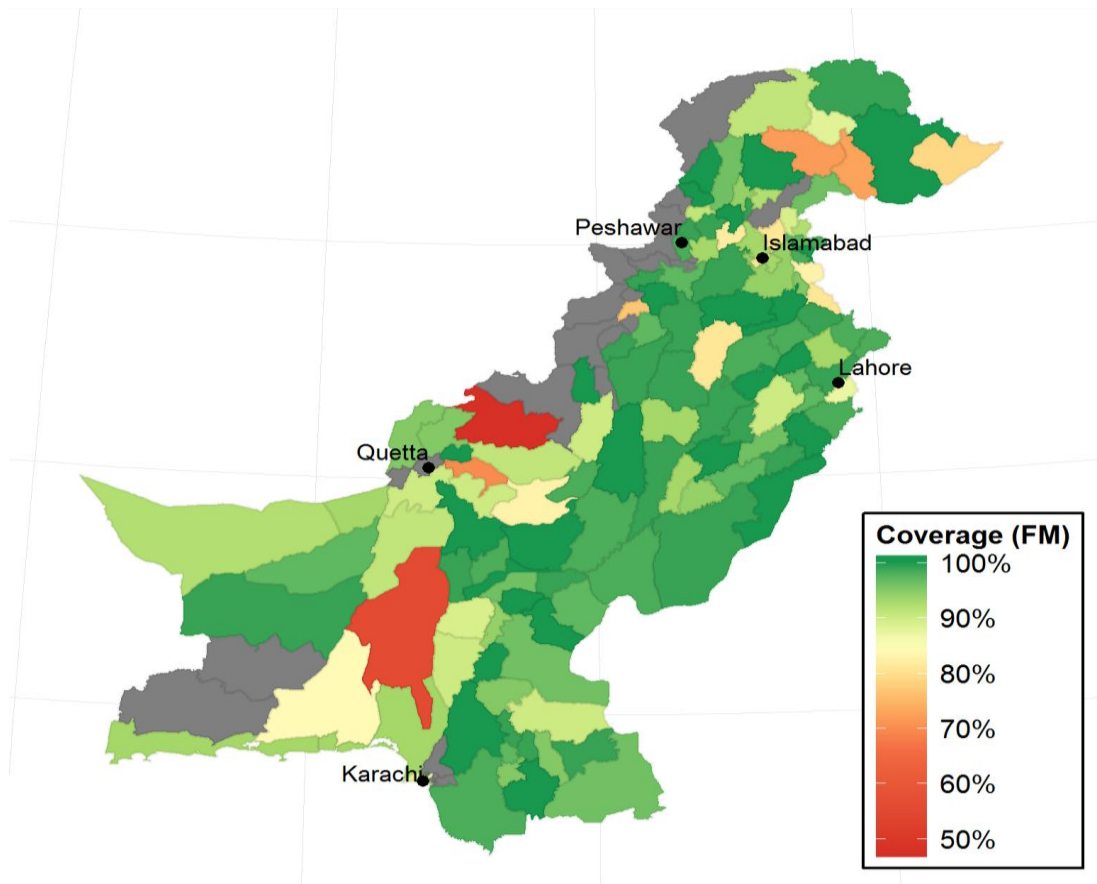 Peshawar
Islamabad
Lahore
Quetta
Karachi
Coverage (FM)
100%
90%
80%
70%
60%
50%